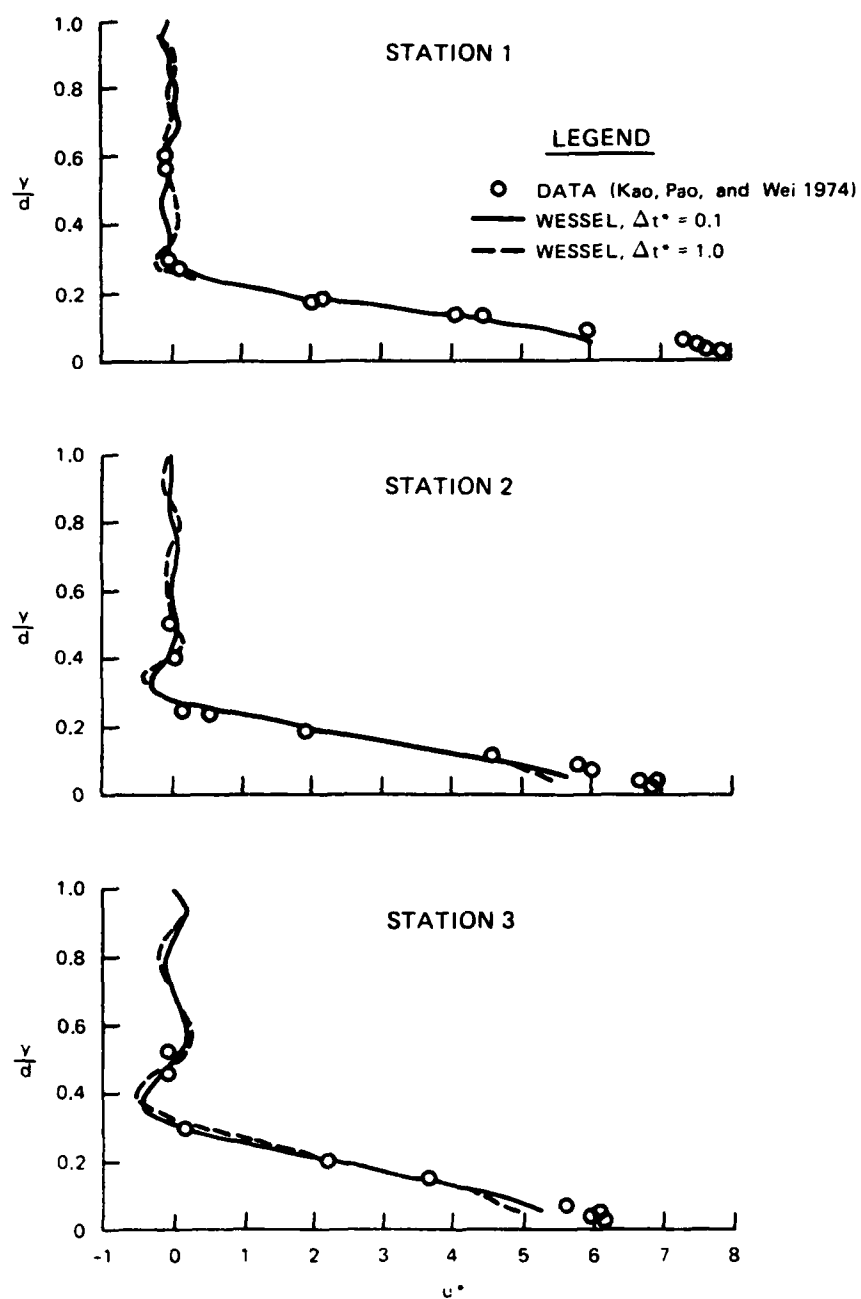 STATION 1
LEGEND
DATA (Kao, Pao, and Wei 1974)
WESSEL, Δt* = 0.1
WESSEL, Δt* = 1.0
1.0
0.8
0.6
y/d
0.4
0.2
0
STATION 2
1.0
0.8
0.6
y/d
0.4
0.2
0
STATION 3
1.0
0.8
0.6
y/d
0.4
0.2
0
-1 0 1 2 3 4 5 6 7 8
u*